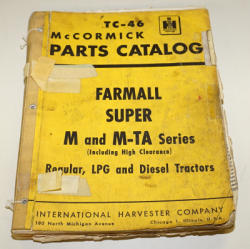 TC-46
IH
McCORMICK
PARTS CATALOG
FARMALL
SUPER
M and M-TA Series
(Including High Clearance)
Regular, LPG and Diesel Tractors
INTERNATIONAL HARVESTER COMPANY
180 North Michigan Avenue Chicago 1, Illinois, U.S.A.